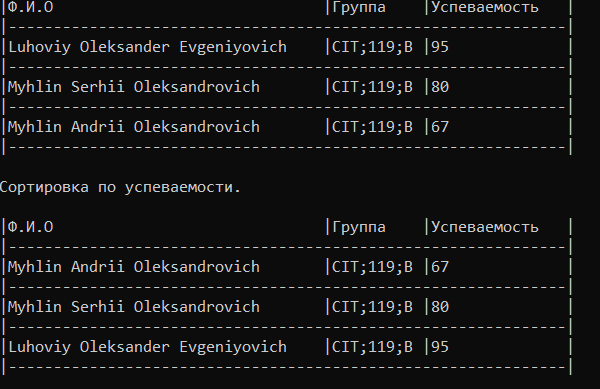 |Ф.И.О |Группа |Успеваемость |
|--------------------------------------------------------------|
|Luhoviy Oleksander Evgeniyovich |CIT;119;B |95 |
|--------------------------------------------------------------|
|Myhlin Serhii Oleksandrovich |CIT;119;B |80 |
|--------------------------------------------------------------|
|Myhlin Andrii Oleksandrovich |CIT;119;B |67 |
|--------------------------------------------------------------|
Сортировка по успеваемости.
|Ф.И.О |Группа |Успеваемость |
|--------------------------------------------------------------|
|Myhlin Andrii Oleksandrovich |CIT;119;B |67 |
|--------------------------------------------------------------|
|Myhlin Serhii Oleksandrovich |CIT;119;B |80 |
|--------------------------------------------------------------|
|Luhoviy Oleksander Evgeniyovich |CIT;119;B |95 |
|--------------------------------------------------------------|